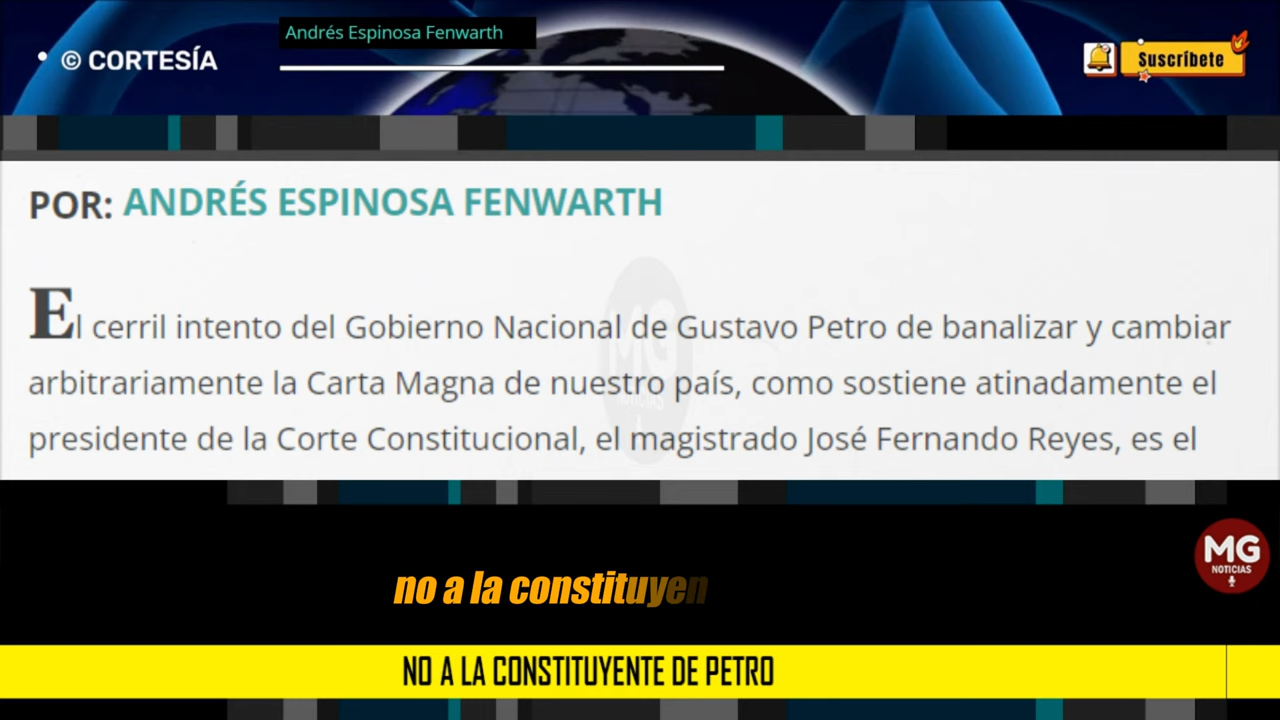 Andrés Espinosa Fenwarth
© CORTESÍA
Suscríbete
POR: ANDRÉS ESPINOSA FENWARTH
El cerril intento del Gobierno Nacional de Gustavo Petro de banalizar y cambiar
arbitrariamente la Carta Magna de nuestro país, como sostiene atinadamente el
presidente de la Corte Constitucional, el magistrado José Fernando Reyes, es el
MG
NOTICIAS
no a la constituyen
NO A LA CONSTITUYENTE DE PETRO